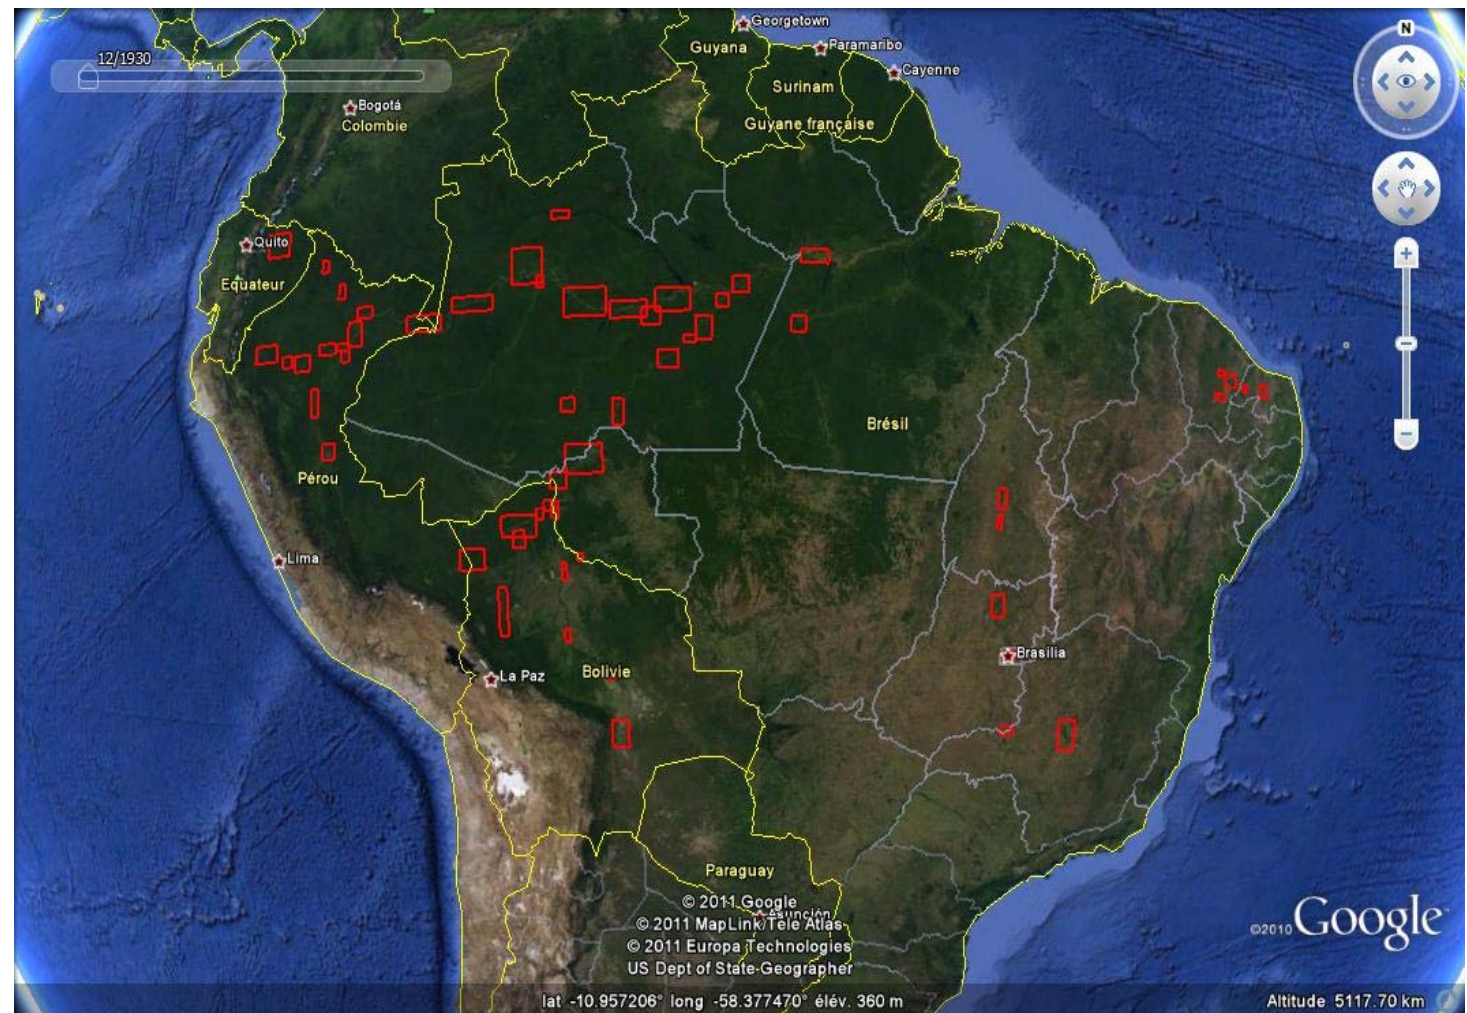 Georgetown
Guyana
Paramaribo
12/1930
Cayenne
Surinam
Bogotá
Colombie
Guyane française
N
Quito
Equateur
Brésil
Pérou
Lima
Brasilia
Bolivie
La Paz
Paraguay
© 2011 Google
Asunción
© 2011 MapLink/Tele Atlas
© 2011 Europa Technologies
US Dept of State Geographer
©2010 Google
lat -10.957206° long -58.377470° élév. 360 m
Altitude 5117.70 km